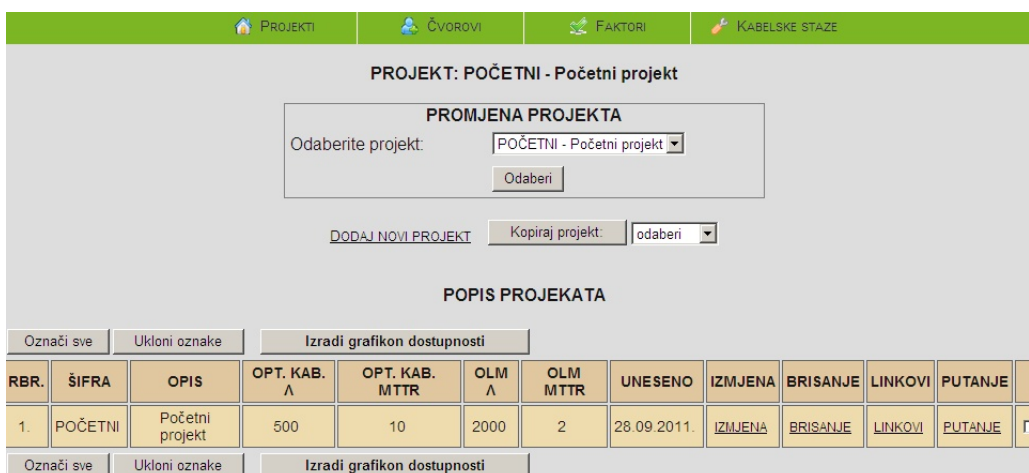 PROJEKTI ČVOROVI FAKTORI KABELSKE STAZE
PROJEKT: POČETNI - Početni projekt
PROMJENA PROJEKTA
Odaberite projekt: POČETNI - Početni projekt
Odaberi
DODAJ NOVI PROJEKT Kopiraj projekt: odaberi
POPIS PROJEKATA
Označi sve Ukloni oznake Izradi grafikon dostupnosti
RBR. ŠIFRA OPIS OPT. KAB. Λ OPT. KAB. MTTR OLM Λ OLM MTTR UNESENO IZMJENA BRISANJE LINKOVI PUTANJE
1. POČETNI Početni projekt 500 10 2000 2 28.09.2011. IZMJENA BRISANJE LINKOVI PUTANJE
Označi sve Ukloni oznake Izradi grafikon dostupnosti